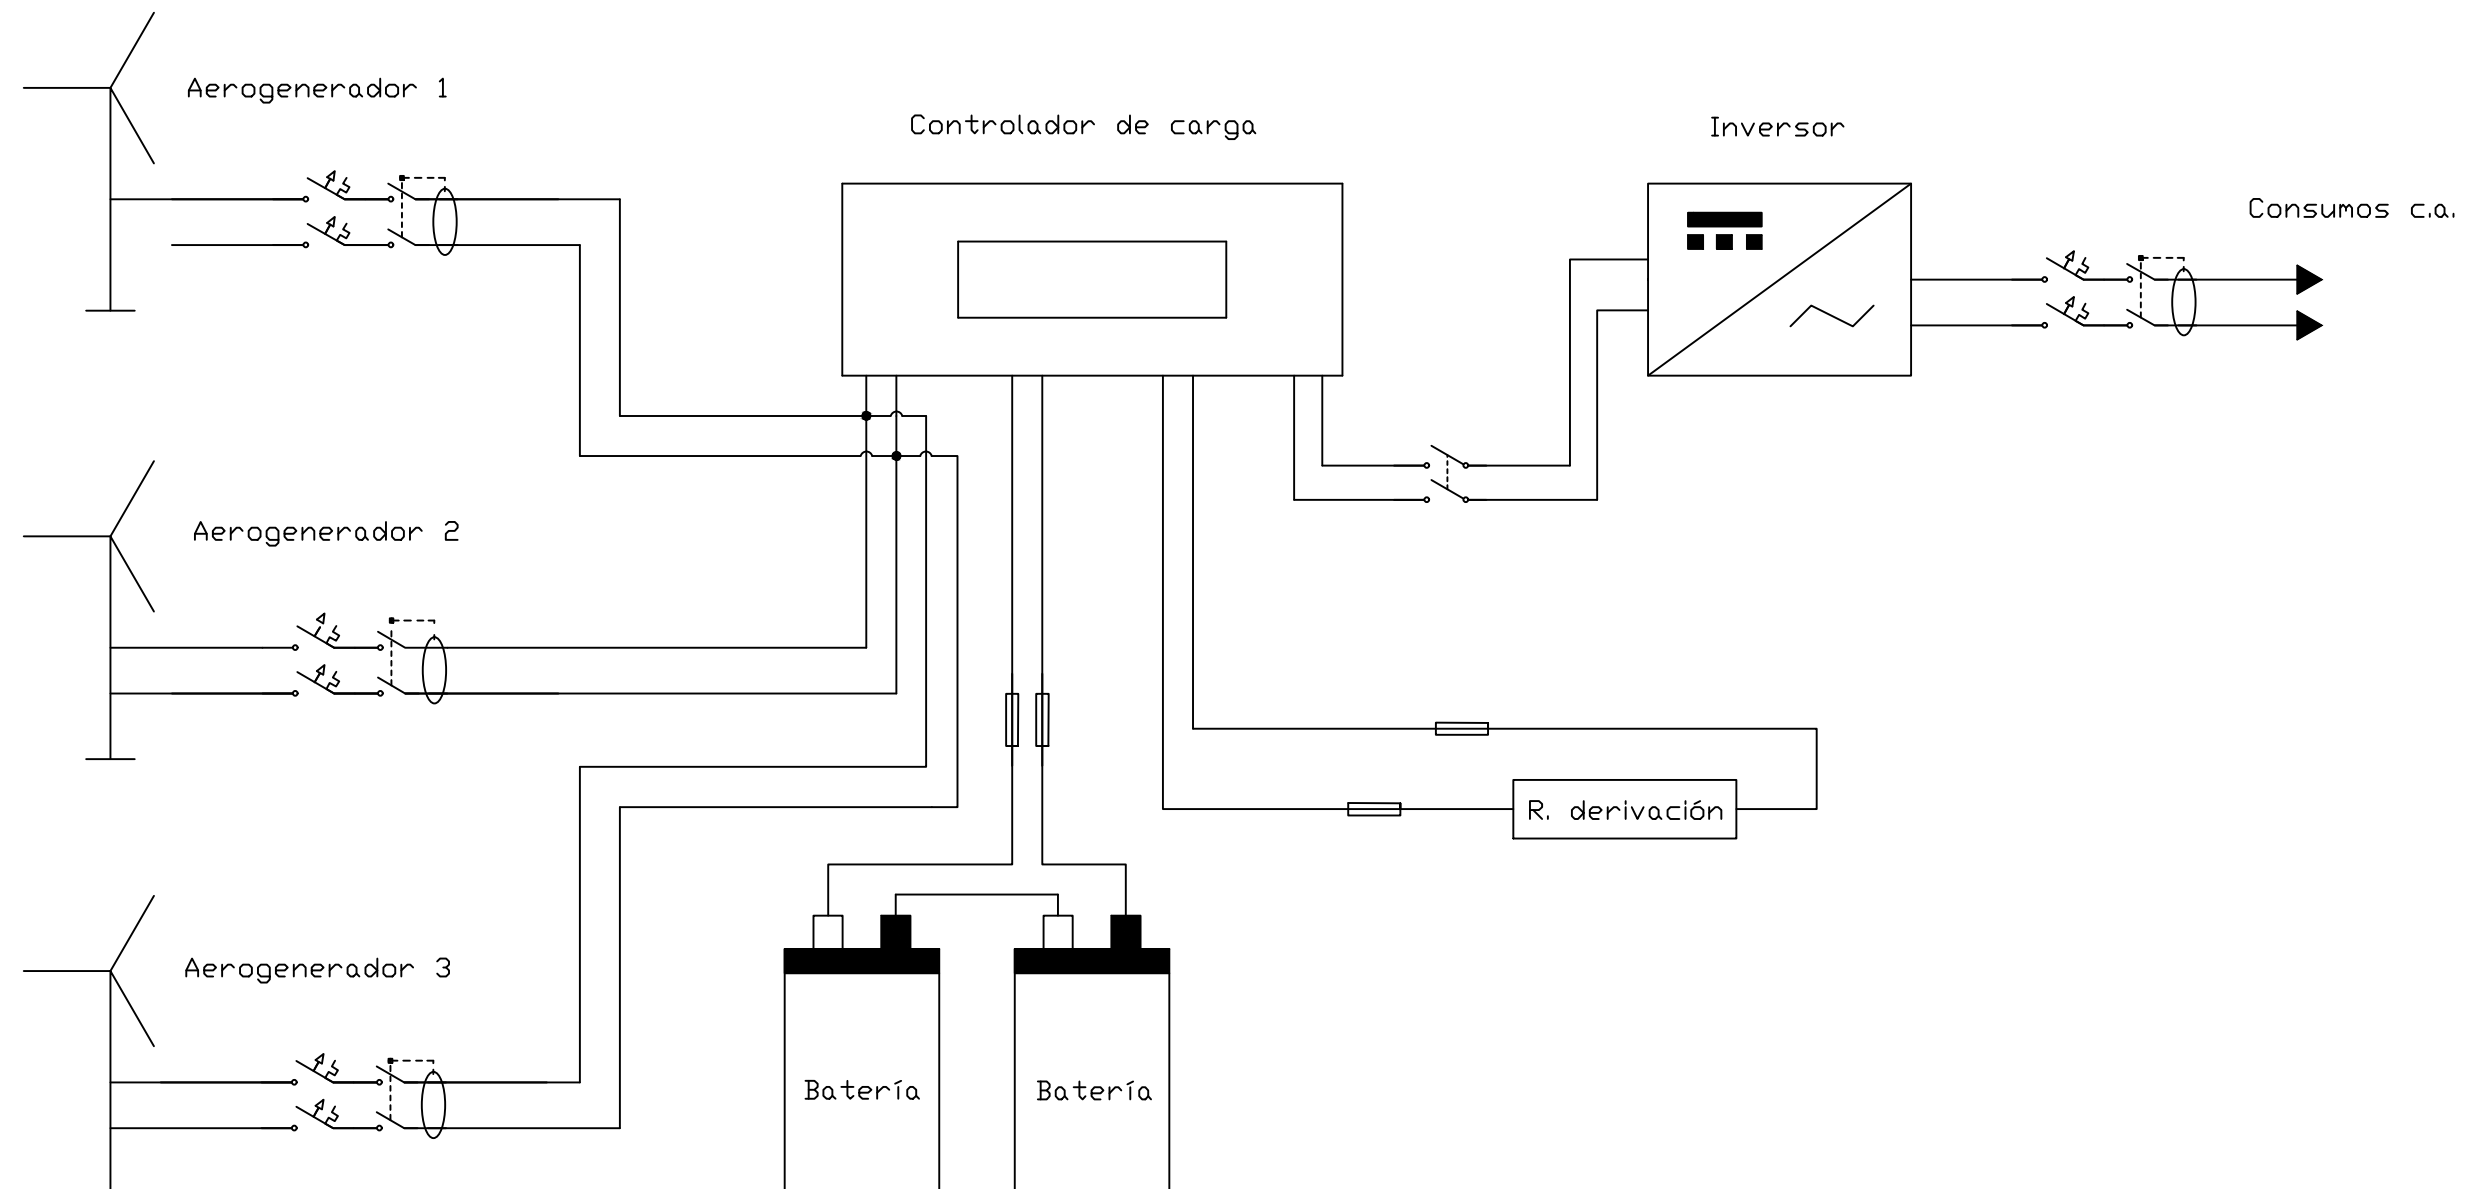 Aerogenerador 1
Controlador de carga
Inversor
Consumos c.a.
Aerogenerador 2
R. derivación
Aerogenerador 3
Batería
Batería